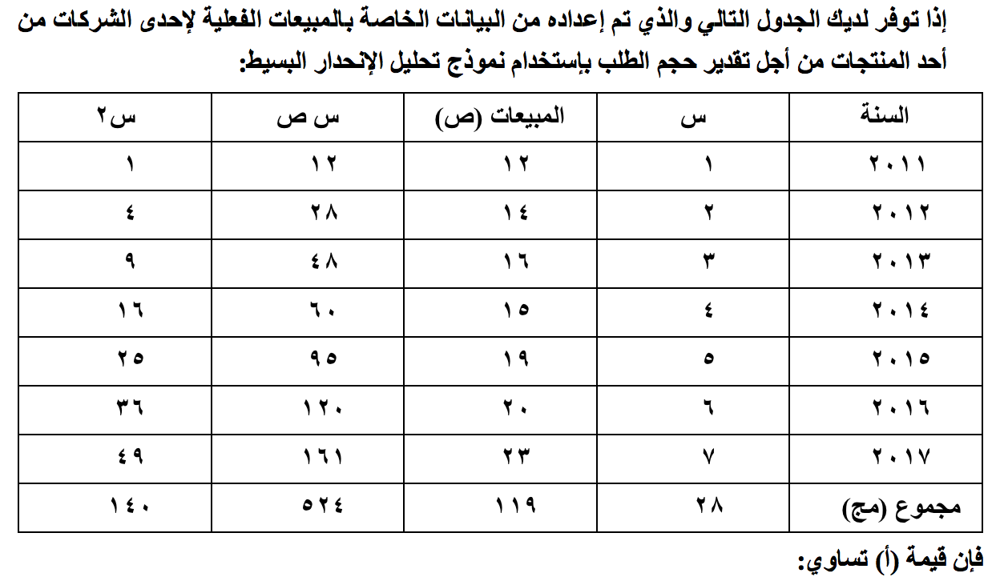 إذا توفر لديك الجدول التالي والذي تم إعداده من البيانات الخاصة بالمبيعات الفعلية لإحدى الشركات من
أحد المنتجات من أجل تقدير حجم الطلب بإستخدام نموذج تحليل الإنحدار البسيط:
السنة س المبيعات (ص) س ص س٢
٢٠١١ ١ ١٢ ١٢ ١
٢٠١٢ ٢ ١٤ ٢٨ ٤
٢٠١٣ ٣ ١٦ ٤٨ ٩
٢٠١٤ ٤ ١٥ ٦٠ ١٦
٢٠١٥ ٥ ١٩ ٩٥ ٢٥
٢٠١٦ ٦ ٢٠ ١٢٠ ٣٦
٢٠١٧ ٧ ٢٣ ١٦١ ٤٩
مجموع (مج) ٢٨ ١١٩ ٥٢٤ ١٤٠
فإن قيمة (أ) تساوي: